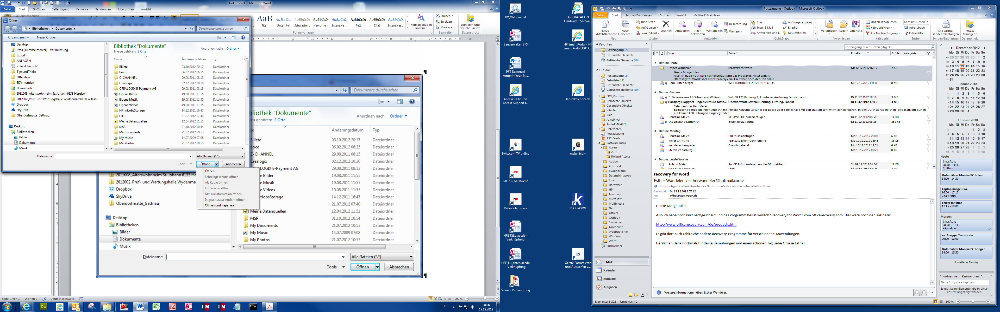 Dokument1 - Microsoft Word
Datei Start Einfügen Seitenlayout Verweise Sendungen Überprüfen Ansicht
Ausschneiden
AaB AaBbCc. AaBbCcDc AaBbCcDc AaBbCcDc AaBbCcDc AaBbCcDc AaBbCcDc
Titel Untertitel Schwache... Hervorhe... Intensive ... Fett Zitat Intensives...
Formatvorlagen ändern
Suchen
Ersetzen
Markieren
Signieren und verschlüsseln
Formatvorlagen Bearbeiten Datenschutz
Öffnen
Bibliotheken Dokumente
Dokumente durchsuchen
Organisieren Neuer Ordner
Desktop
irma (Julesmeierserver) - Verknüpfung
Export
ANLAGEN
Zuletzt besucht
TipsundTricks
Officetips
EDV_Kunden
Downloads
2011008_Alterswohnheim St. Johann 6133 Hergiswil
2012002_Prüf- und Wartungshalle Wydenmatt 6130 Willisau
Dropbox
SkyDrive
Oberdorfmatte_Gettnau
Desktop
Bibliotheken
Bilder
Dokumente
Musik
Bibliothek "Dokumente"
Hierzu gehören: 2 Orte
Anordnen nach: Ordner
Name Änderungsdatum Typ
Billete 03.10.2012 20:17 Dateiordner
boco 06.02.2012 06:25 Dateiordner
C-CHANNEL 29.08.2011 08:15 Dateiordner
Crealogix 02.12.2012 10:30 Dateiordner
CREALOGIX E-Payment AG 29.08.2011 08:13 Dateiordner
Eigene Bilder 19.08.2011 11:55 Dateiordner
Eigene Musik 19.08.2011 11:55 Dateiordner
Eigene Videos 19.08.2011 11:55 Dateiordner
HPrintJobsStorage 14.12.2011 16:47 Dateiordner
HTC 21.07.2012 07:40 Dateiordner
Meine Datenquellen 12.04.2012 11:51 Dateiordner
MSR 31.10.2012 10:54 Dateiordner
My Documents 21.07.2012 10:53 Dateiordner
My Music 14.07.2009 07:08 Dateiordner
My Photos 21.07.2012 10:53 Dateiordner
Dateiname: Alle Dateien (*.*)
Tools Öffnen Abbrechen
Öffnen
Schreibgeschützt öffnen
Als Kopie öffnen
Im Browser öffnen
Mit Transformation öffnen
In geschützter Ansicht öffnen
Öffnen und Reparieren
Dokumente durchsuchen
bliothek "Dokumente"
zu gehören: 2 Orte
Anordnen nach: Ordner
Änderungsdatum Typ
Billete 03.10.2012 20:17 Dateiordner
boco 06.02.2012 06:25 Dateiordner
C-CHANNEL 29.08.2011 08:15 Dateiordner
Crealogix 02.12.2012 10:30 Dateiordner
CREALOGIX E-Payment AG 29.08.2011 08:13 Dateiordner
ne Bilder 19.08.2011 11:55 Dateiordner
ne Musik 19.08.2011 11:55 Dateiordner
ne Videos 19.08.2011 11:55 Dateiordner
rintJobsStorage 14.12.2011 16:47 Dateiordner
21.07.2012 07:40 Dateiordner
Meine Datenquellen 12.04.2012 11:51 Dateiordner
MSR 31.10.2012 10:54 Dateiordner
My Documents 21.07.2012 10:53 Dateiordner
My Music 14.07.2009 07:08 Dateiordner
My Photos 21.07.2012 10:53 Dateiordner
2011008_Alterswohnheim St. Johann 6133 He
2012002_Prüf- und Wartungshalle Wydenma
Dropbox
SkyDrive
Oberdorfmatte_Gettnau
Desktop
Bibliotheken
Bilder
Dokumente
Musik
Dateiname: Alle Dateien (*.*)
Tools Öffnen Abbrechen
Seite: 1 von 1 Wörter: 0 Deutsch (Schweiz) 200 %
DE 08:06
12.12.2012
BV_Willisau.bat
Bauverwalter_BFS
PST Datentaei komprimieren in ...
Access-Hilfe und Access-Support f...
Swisscom TV online
SR DRS Muikwelle
Radio Pilatus live
HFE_KtLu.accdb - Verknüpfung
HFE_Lu_daten.accdb - Verknüpfung
Scans - Verknüpfung
ARP DATACON Hardware - Softwa...
HP Smart Portal - H Smart Portal 360° C...
Jahreskalender.ch
meier-blum
REGO 400VE
Geräte Formatieren und Auswerfen v...
Posteingang - Outlook - Microsoft Outlook
Datei Start Senden/Empfangen Ordner Ansicht McAfee E-Mail-Scan
Neue E-Mail-Nachricht
Neue Elemente
Ignorieren
Aufräumen
Junk-E-Mail
Löschen
Antworten
Allen antworten
Weiterleiten
Besprechung
Weitere
Irma
Team-E-Mail
Antworten und l...
An Vorgesetzte(n)
Erledigt
Neu erstellen
Verschieben Regeln OneNote
Ungelesen/gelesen
Kategorisieren
Zur Nachverfolgung
Kontakt suchen
Adressbuch
E-Mail filtern
Alle Ordner senden/empfangen
Privacy Manager
Neu Löschen Antworten QuickSteps Verschieben Kategorien Suchen Senden/Empfangen Datenschutz
Favoriten
Posteingang (2)
Gesendete Elemente
Gelöschte Elemente (10)
Outlook
Posteingang (2)
Entwürfe [11]
Gesendete Elemente
Gelöschte Elemente (10)
EDV_Kunden
Gelöschte Objekte
Gesendete Objekte
Infected
Irma
JulesPrivat
Junk-E-Mail [2]
Lieferanten
Postausgang
RSS-Feeds
Software Infos
Access
2013
Roland Access
Adobe
Autodesk
bwdigitronik
Datensich_xcopy
Excel
Hardware
HP
Javascript
Microsoft
Multimedia
Nero
OfficeXP
Outlook
Swisscom
Toolhouse
Webpublisher
Windows
Word
Suchordner
E-Mail
Kalender
Kontakte
Aufgaben
Posteingang durchsuchen (Strg+E)
Von Betreff Erhalten Größe Kategorien
Datum: Heute
Esther Wandeler recovery for word Mi 12.12.2012 07:12 7 KB
Guete Morge Jules
Also ich habe noch kurz nachgeschaut und das Programm heisst wirklich
"Recovery for Word" vom officerecovery.com. Hier wäre noch der Link dazu:
Coni Lustenberger WG: RUNDBRIEF 2012 UND FOTOS Mi 12.12.2012 01:30 8 MB
Datum: Gestern
E. Zimmermann AG Schreinerei Willisau WG: 08.120 Parkweg 2, Arlesheim, Änderung Fensterband Di 11.12.2012 18:16 3 MB
Hansjörg Gloggner - Ingenieurbüro Math... Oberdorfmatt Gettnau Heizung, Lüftung, Sanitär Di 11.12.2012 17:03 4 MB
Sehr geehrter Herr Meier
Beiliegend sende ich Ihnen Ausschnitte (Projekt Heizung Lüftung) der Decke über Einstellhalle mit den statisch sehr wichtigen Bereichen. In den Durchstanzbereichen (gelb markiert) dürfen
auf keinen Fall Leitungen eingelegt oder...
Christine Meier RE: AW: PDF zusamenfügen Di 11.12.2012 08:50 14 KB
shopmail@diraction.ch Bestellbestätigung Di 11.12.2012 06:36 252 KB
Datum: Montag
Christine Meier PDF zusamenfügen Mo 10.12.2012 20:00 6 KB
Meier Christine PDF zusammenfügen online Mo 10.12.2012 13:45 16 KB
wandeler hanspeter Dienstagabend Mo 10.12.2012 12:31 6 KB
Stefan Vonarburg Mo 10.12.2012 09:21 8 KB
Datum: Letzte Woche
Roland Meier Re: CD Infos auslesen und in DB speichern So 09.12.2012 01:06 11 KB
recovery for word
Esther Wandeler <estherwandeler@hotmail.com>
Die unnötigen Zeilenumbrüche des Nachrichtentextes wurden automatisch entfernt.
Gesendet: Mi 12.12.2012 07:12
An: office@jules-meier.ch
Guete Morge Jules
Also ich habe noch kurz nachgeschaut und das Programm heisst wirklich "Recovery for Word" vom officerecovery.com. Hier wäre noch der Link dazu:
http://www.officerecovery.com/de/products.htm
Es gibt dort auch zahlreiche andere Recovery-Programme für verschiedene Anwendungen.
Herzlichen Dank nochmals für deine Bemühungen und einen schönen Tag Liebe Grüsse Esther
Weitere Informationen über: Esther Wandeler.
Elemente: 1'202 Ungelesen: 2 100 %
Dezember 2012
Mo Di Mi Do Fr Sa So
48 26 27 28 29 30 1 2
49 3 4 5 6 7 8 9
50 10 11 12 13 14 15 16
51 17 18 19 20 21 22 23
52 24 25 26 27 28 29 30
1 31
Januar 2013
Mo Di Mi Do Fr Sa So
1 1 2 3 4 5 6
2 7 8 9 10 11 12 13
3 14 15 16 17 18 19 20
4 21 22 23 24 25 26 27
5 28 29 30 31
Februar 2013
Mo Di Mi Do Fr Sa So
5 1 2 3
6 4 5 6 7 8 9 10
7 11 12 13 14 15 16 17
8 18 19 20 21 22 23 24
9 25 26 27 28 1 2 3
10 4 5 6 7 8 9 10
Heute
Irma Auto
08:30 - 11:30
Coiffeur
Unternährer Monika PC holen
14:00 - 14:30
Laptop Image usw.
16:00 - 17:15
Zita Braun
Felber mit Irma
17:15 - 18:00
Morgen
Irma Auto
08:00 - 13:30
Käppelimatt
ev. Aregger Transporte
09:00 - 12:00
Unternährer Monika PC bringen
14:00 - 15:30
1 weiterer Termin
Anordnen nach: Kennzeichen: F...
Neue Aufgabe eingeben
Es gibt keine Elemente, die in dieser Ansicht angezeigt werden.